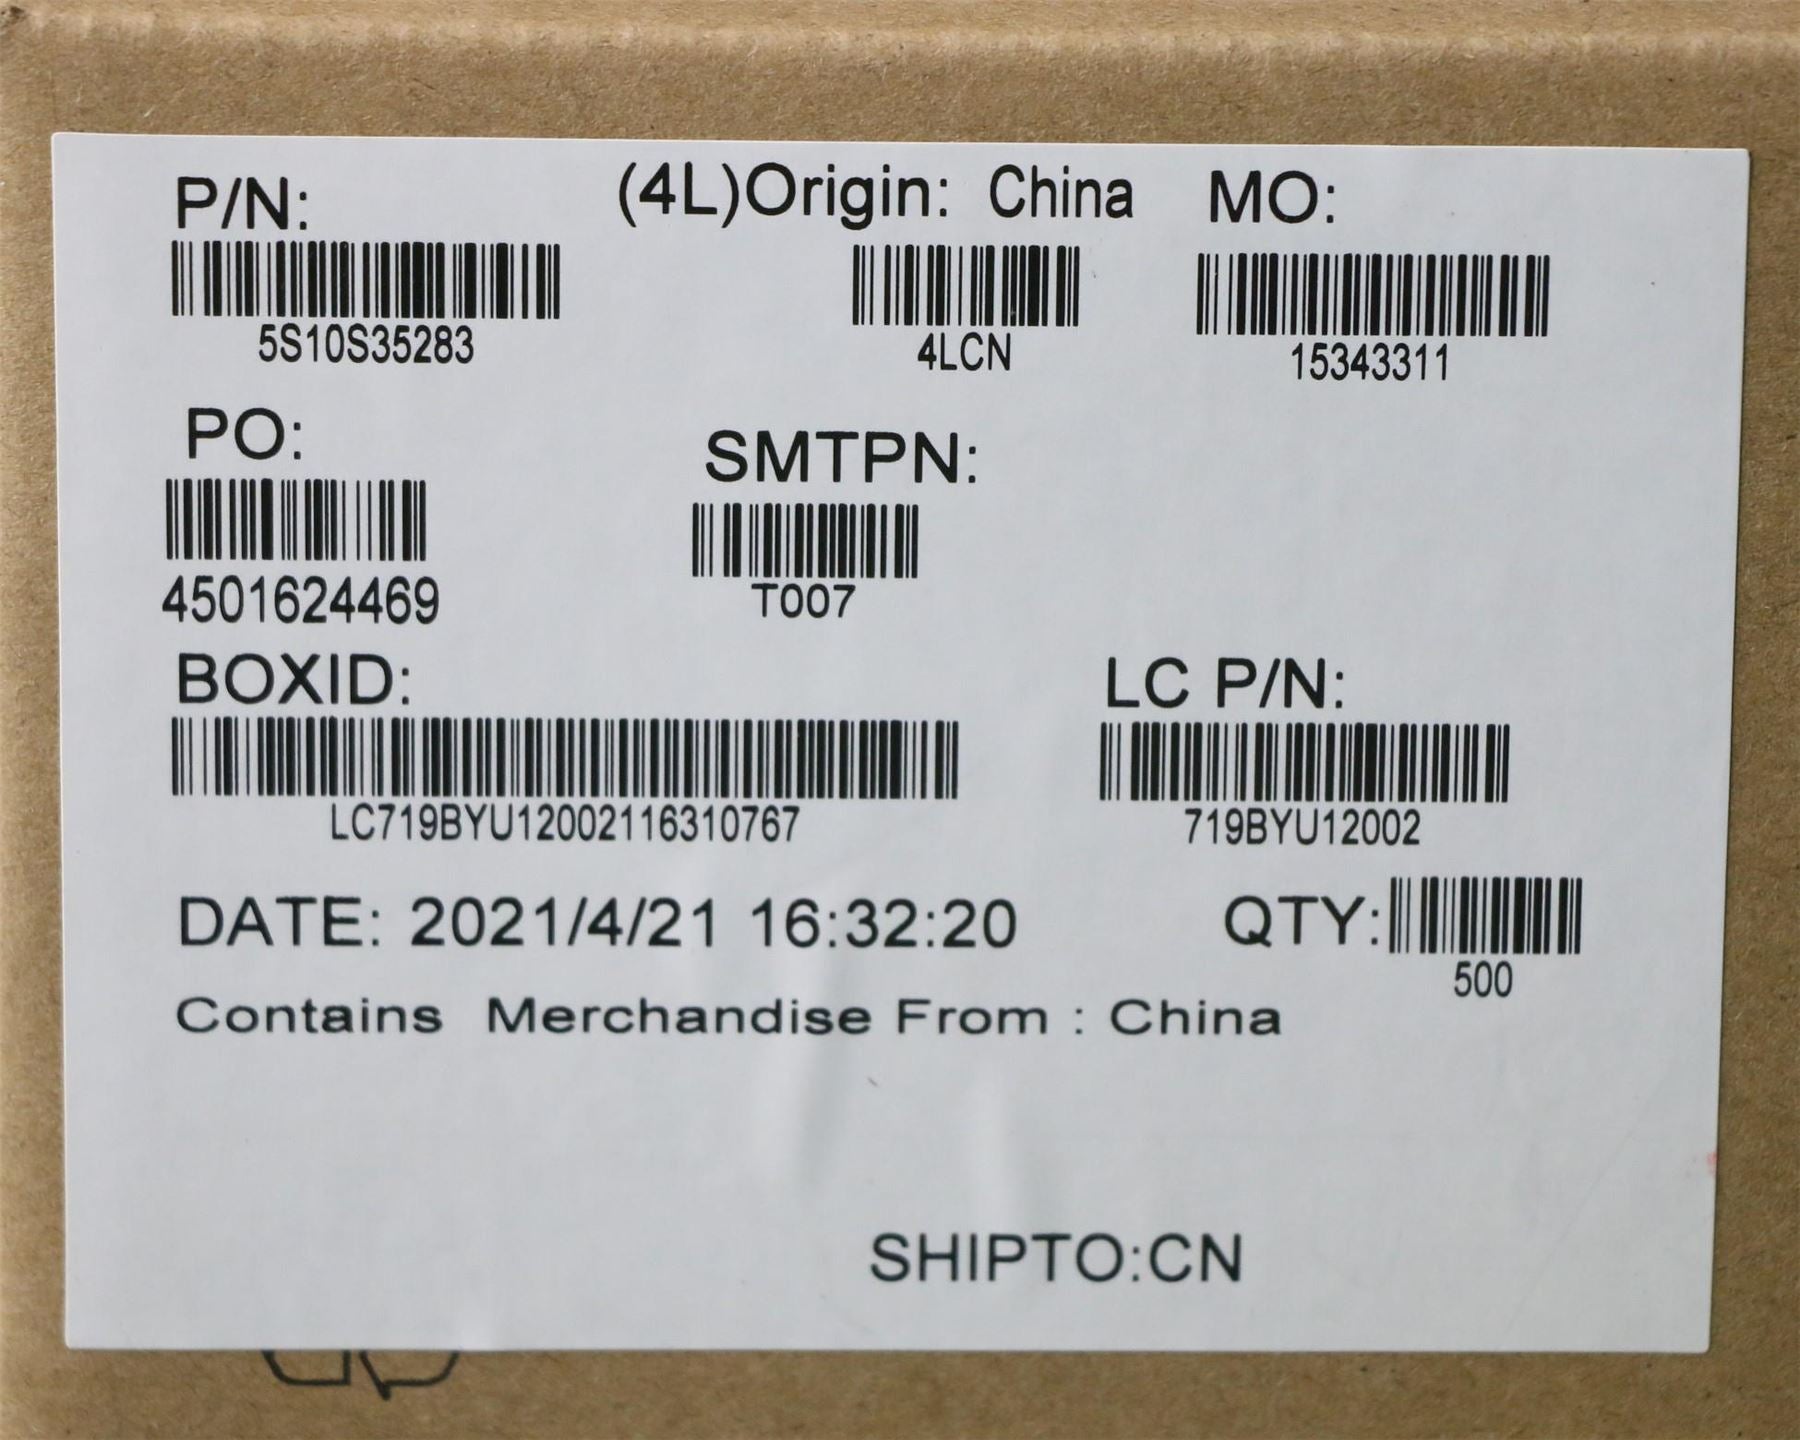 P/N: (4L)Origin: China MO:
5S10S35283 4LCN 15343311
PO: SMTPN:
4501624469 T007
BOXID: LC P/N:
LC719BYU12002116310767 719BYU12002
DATE: 2021/4/21 16:32:20 QTY:
500
Contains Merchandise From : China
SHIPTO:CN